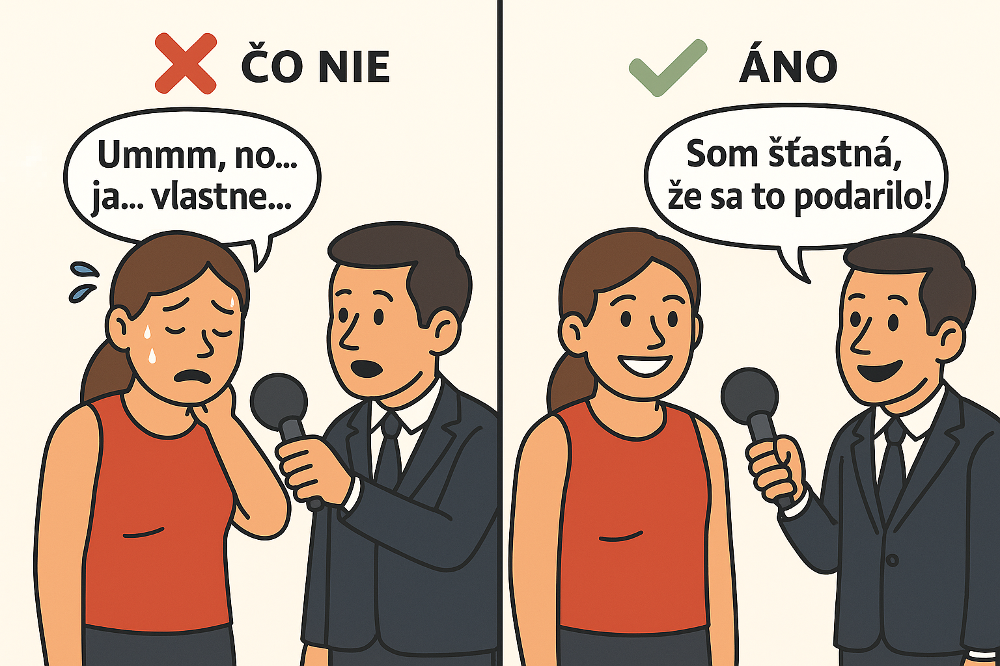 ČO NIE
Ummm, no...
ja... vlastne...
ÁNO
Som šťastná,
že sa to podarilo!